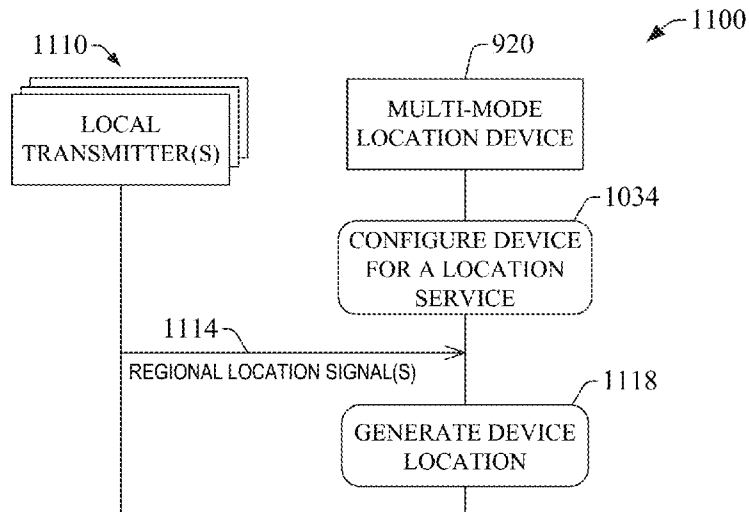 1100
1110
920
LOCAL
TRANSMITTER(S)
MULTI-MODE
LOCATION DEVICE
1034
CONFIGURE DEVICE
FOR A LOCATION
SERVICE
1114
REGIONAL LOCATION SIGNAL(S)
1118
GENERATE DEVICE
LOCATION